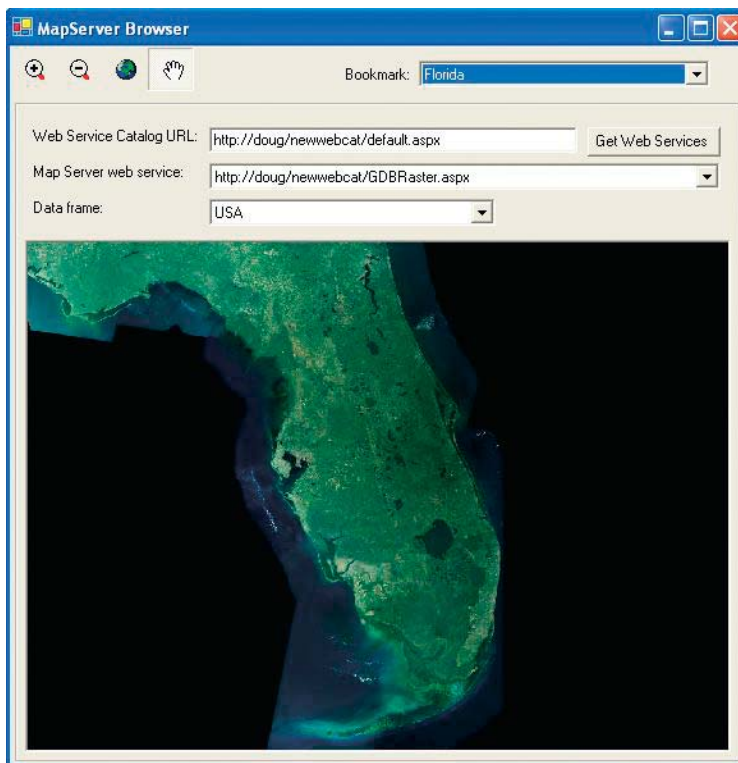 MapServer Browser
Bookmark: Florida
Web Service Catalog URL: http://doug/newwebcat/default.aspx Get Web Services
Map Server web service: http://doug/newwebcat/GDBRaster.aspx
Data frame: USA